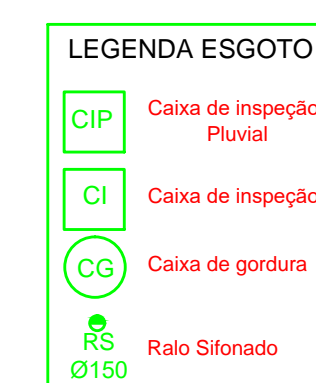 LEGENDA ESGOTO
CIP
Caixa de inspeção
Pluvial
CI
Caixa de inspeção
CG
Caixa de gordura
RS
Ø150
Ralo Sifonado